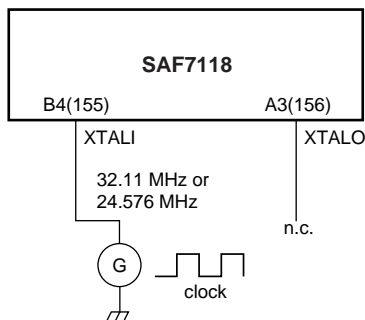 SAF7118
B4(155) A3(156)
XTALI XTALO
32.11 MHz or
24.576 MHz
n.c.
G
clock